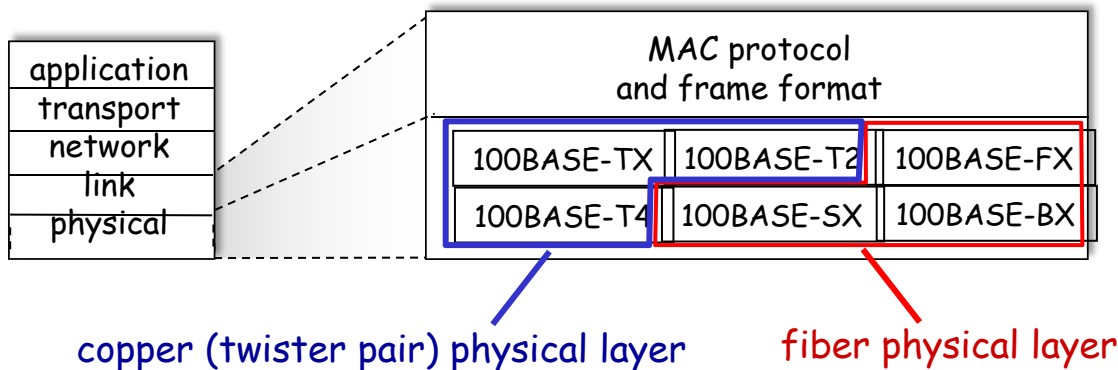 application
transport
network
link
physical
MAC protocol
and frame format
100BASE-TX 100BASE-T2 100BASE-FX
100BASE-T4 100BASE-SX 100BASE-BX
copper (twister pair) physical layer
fiber physical layer